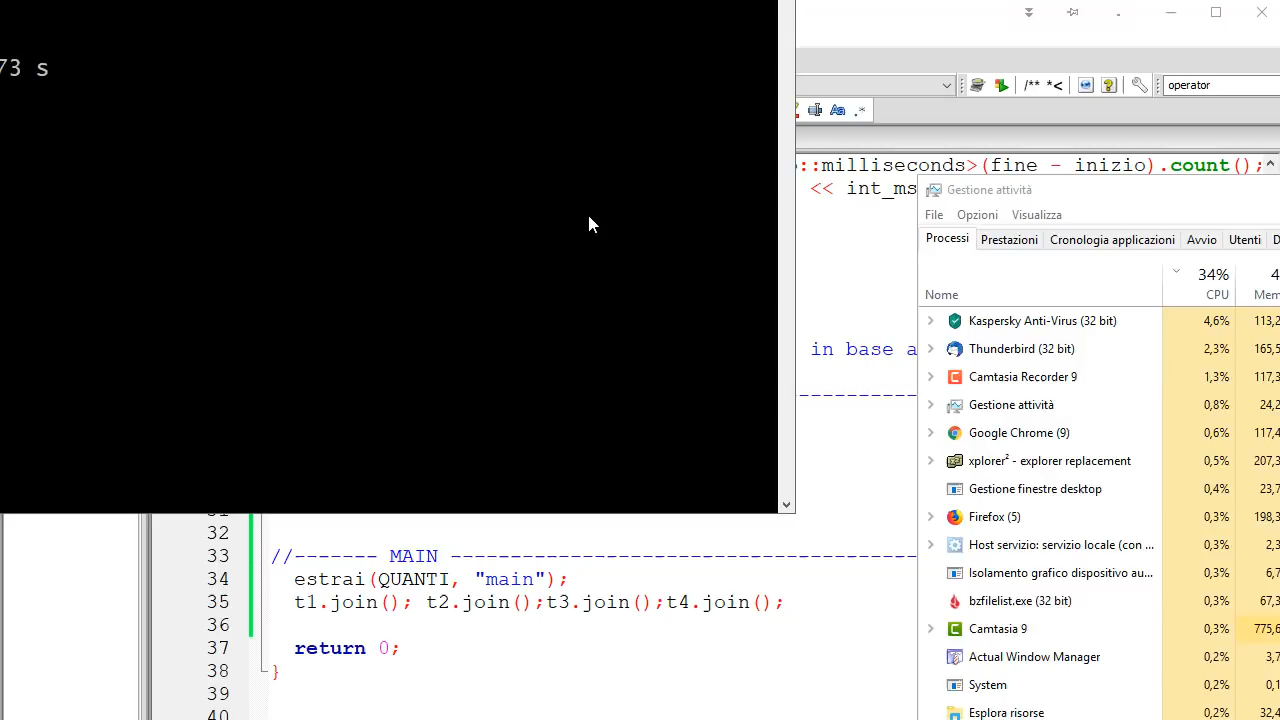 73 s
/** *<
operator
::milliseconds>(fine - inizio).count();
<< int_ms
in base a
Gestione attività
File Opzioni Visualizza
Processi Prestazioni Cronologia applicazioni Avvio Utenti D
34% 4
Nome CPU Mem
Kaspersky Anti-Virus (32 bit) 4,6% 113,2
Thunderbird (32 bit) 2,3% 165,5
Camtasia Recorder 9 1,3% 117,3
Gestione attività 0,8% 24,2
Google Chrome (9) 0,6% 117,4
xplorer² - explorer replacement 0,5% 207,3
Gestione finestre desktop 0,4% 23,7
Firefox (5) 0,3% 198,3
Host servizio: servizio locale (con ... 0,3% 2,3
Isolamento grafico dispositivo au... 0,3% 6,7
bzfilelist.exe (32 bit) 0,3% 67,3
Camtasia 9 0,3% 775,6
Actual Window Manager 0,2% 3,7
System 0,2% 0,1
Esplora risorse 0,2% 32,4
32
33 //------- MAIN ---------------------------------------
34 estrai(QUANTI, "main");
35 t1.join(); t2.join();t3.join();t4.join();
36
37 return 0;
38 }
39
40